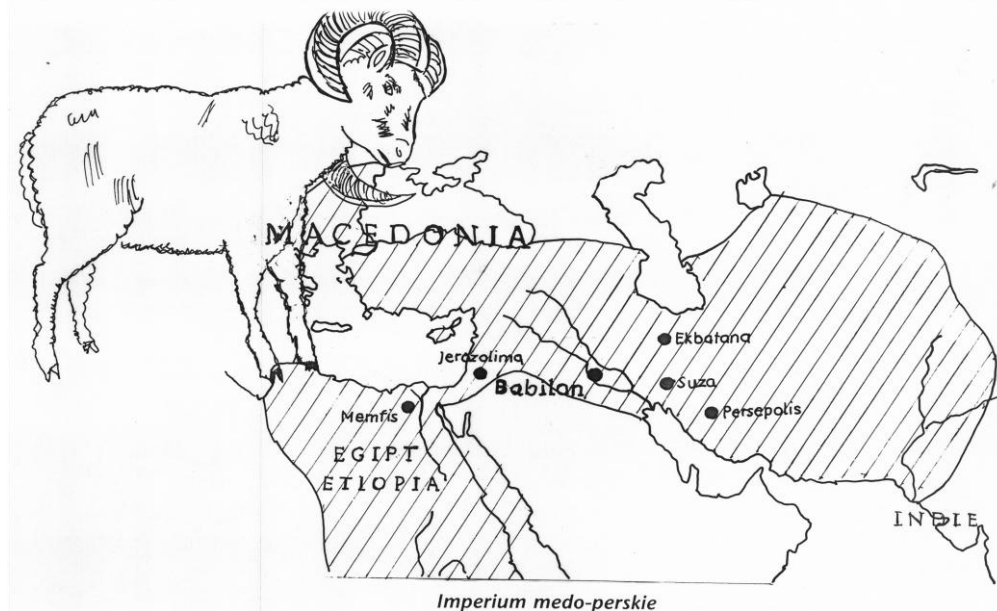 MACEDONIA
Ekbatana
Jerozolima
Babilon
Suza
Memfis
Persepolis
EGIPT
ETIOPIA
INDIE
Imperium medo-perskie